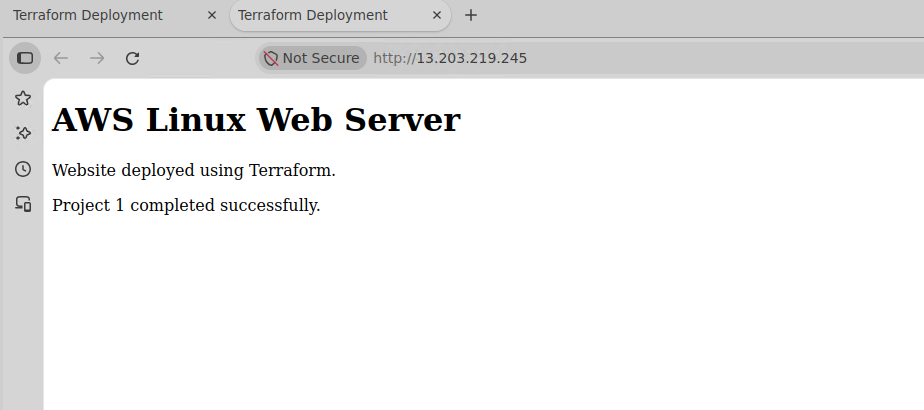 Terraform Deployment
Terraform Deployment
Not Secure http://13.203.219.245
AWS Linux Web Server
Website deployed using Terraform.
Project 1 completed successfully.